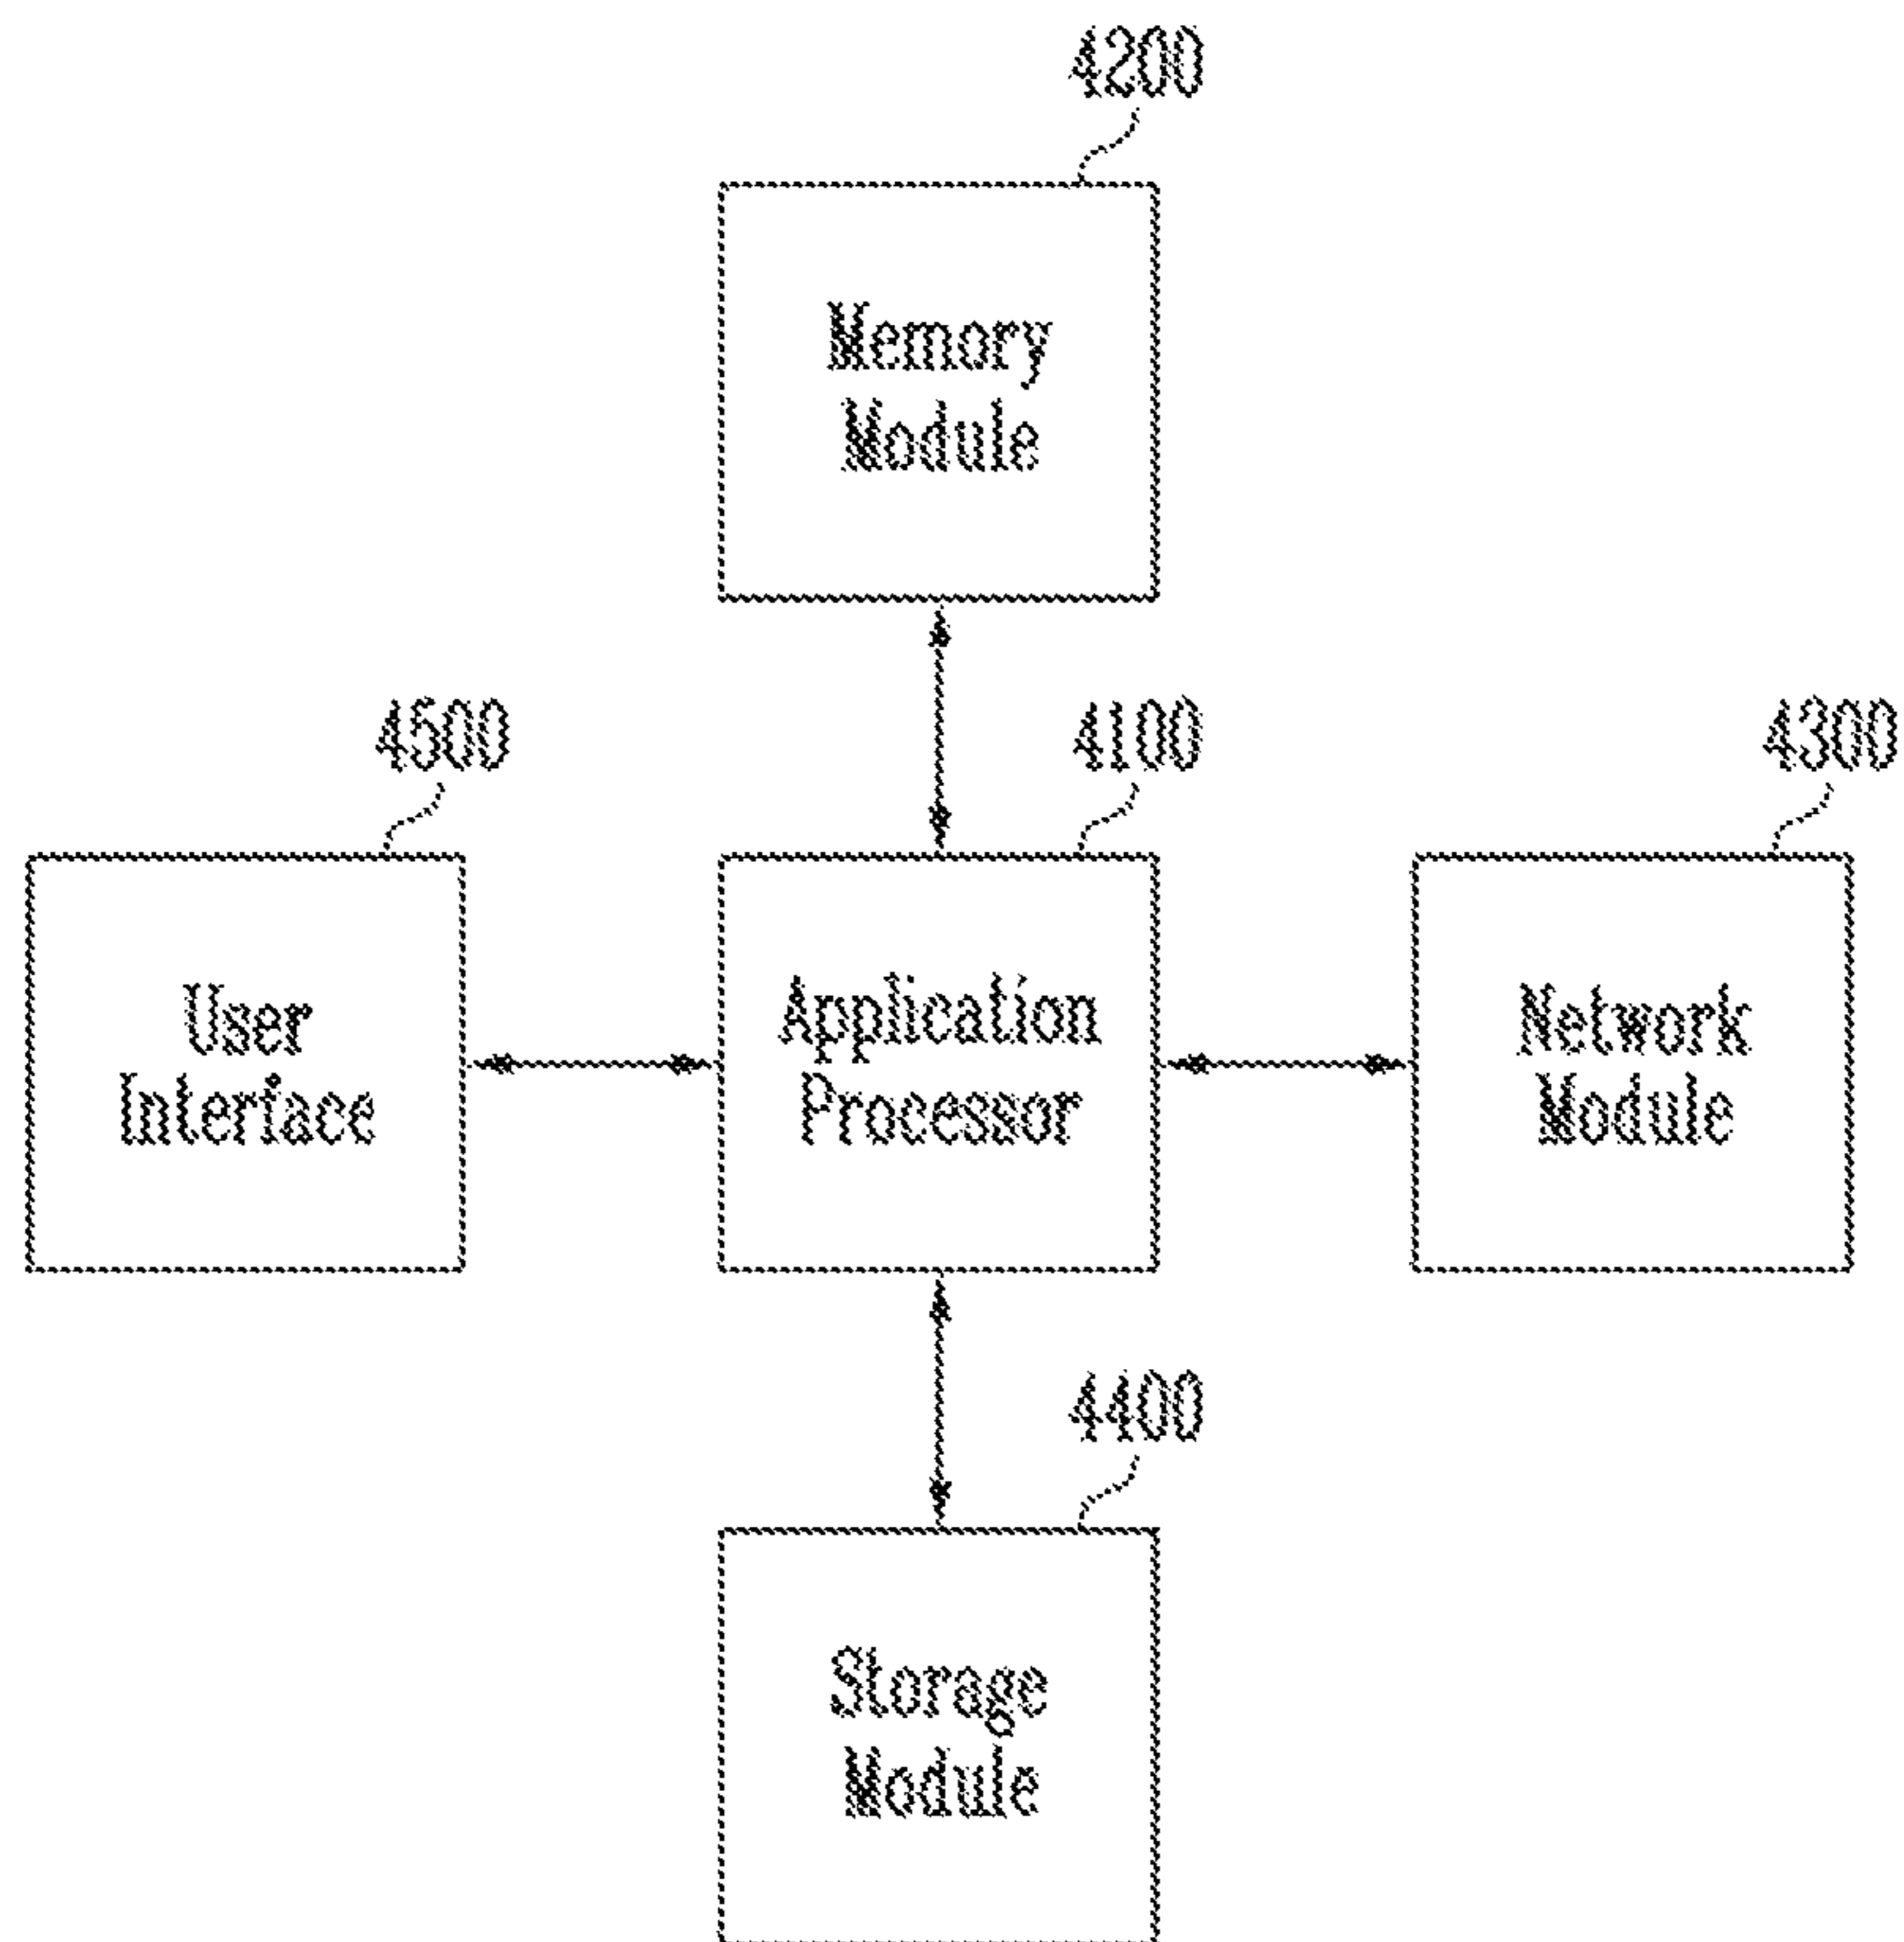 4200
Memory
Module
4500
4100
4300
User
Interface
Application
Processor
Network
Module
4400
Storage
Module